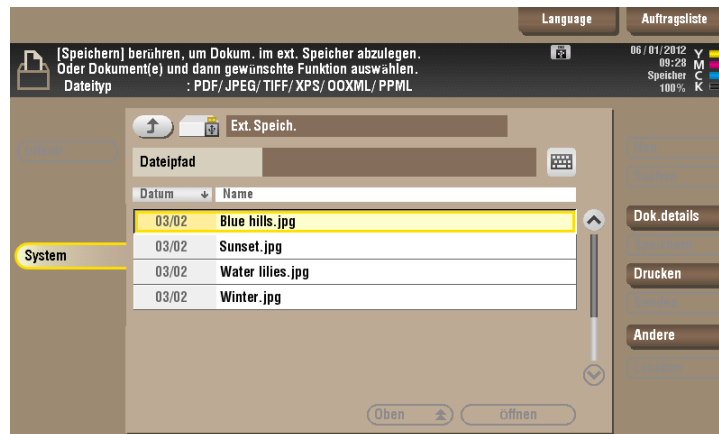 Language
Auftragsliste
[Speichern] berühren, um Dokum. im ext. Speicher abzulegen.
Oder Dokument(e) und dann gewünschte Funktion auswählen.
Dateityp : PDF/JPEG/TIFF/XPS/OOXML/PPML
06/01/2012
09:28
Speicher
100%
Y
M
C
K
Ext.Speich.
Dateipfad
Datum Name
03/02 Blue hills.jpg
03/02 Sunset.jpg
03/02 Water lilies.jpg
03/02 Winter.jpg
System
Dok.details
Drucken
Andere
Oben
Öffnen